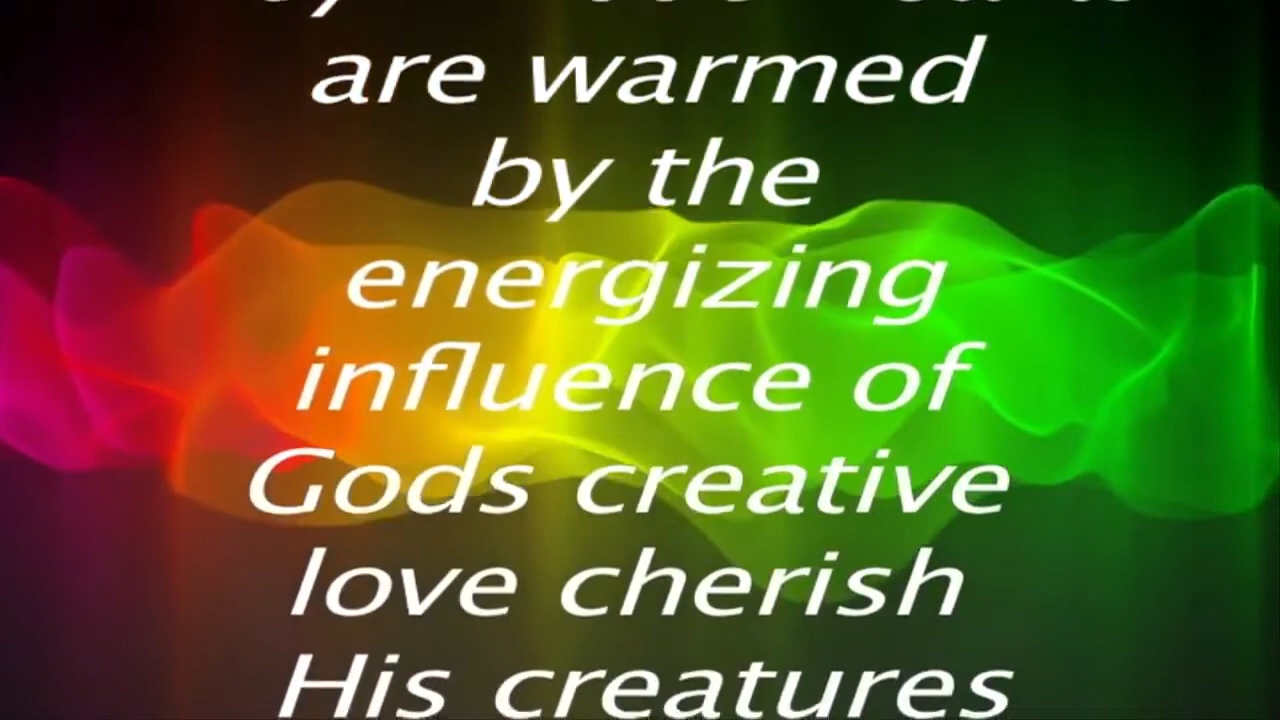 are warmed
by the
energizing
influence of
Gods creative
love cherish
His creatures